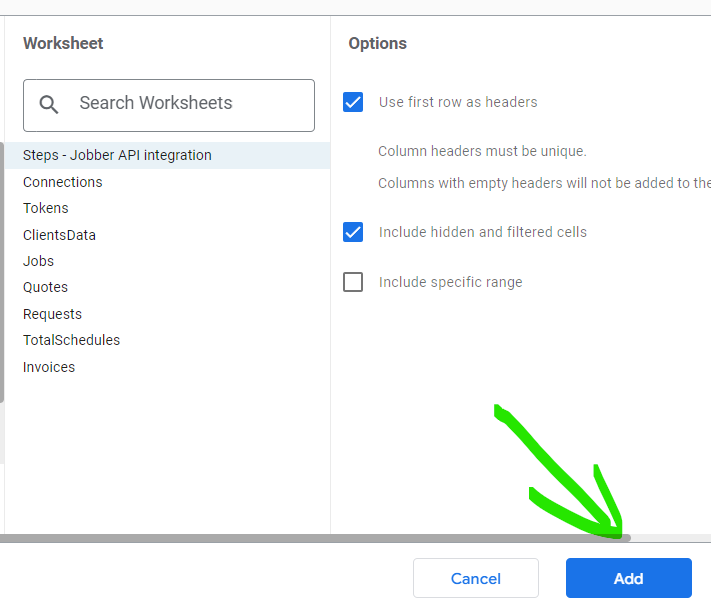 Worksheet
Search Worksheets
Steps - Jobber API integration
Connections
Tokens
ClientsData
Jobs
Quotes
Requests
TotalSchedules
Invoices
Options
Use first row as headers
Column headers must be unique.
Columns with empty headers will not be added to the
Include hidden and filtered cells
Include specific range
Cancel
Add